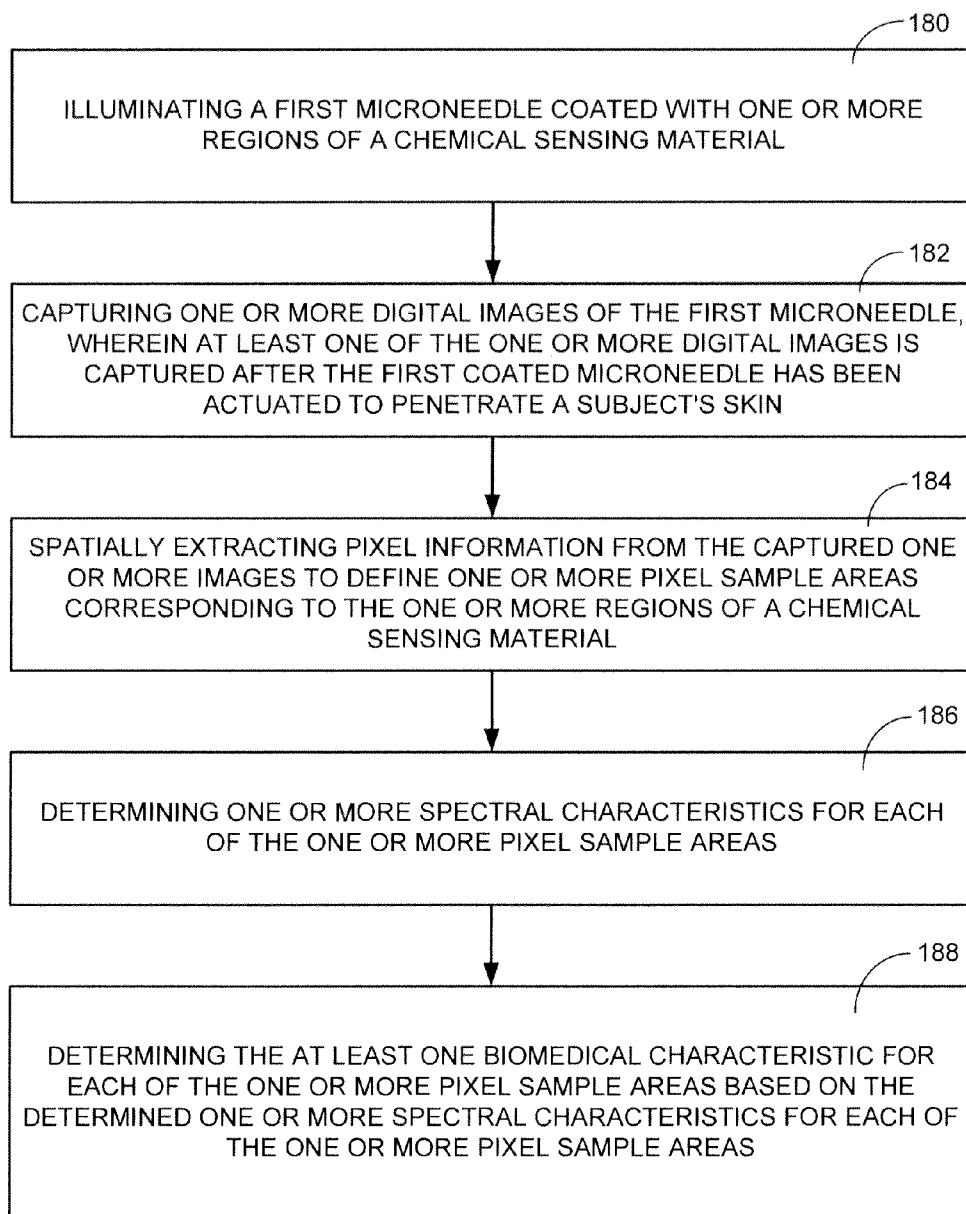 180
ILLUMINATING A FIRST MICRONEEDLE COATED WITH ONE OR MORE
REGIONS OF A CHEMICAL SENSING MATERIAL
182
CAPTURING ONE OR MORE DIGITAL IMAGES OF THE FIRST MICRONEEDLE,
WHEREIN AT LEAST ONE OF THE ONE OR MORE DIGITAL IMAGES IS
CAPTURED AFTER THE FIRST COATED MICRONEEDLE HAS BEEN
ACTUATED TO PENETRATE A SUBJECT'S SKIN
184
SPATIALLY EXTRACTING PIXEL INFORMATION FROM THE CAPTURED ONE
OR MORE IMAGES TO DEFINE ONE OR MORE PIXEL SAMPLE AREAS
CORRESPONDING TO THE ONE OR MORE REGIONS OF A CHEMICAL
SENSING MATERIAL
186
DETERMINING ONE OR MORE SPECTRAL CHARACTERISTICS FOR EACH
OF THE ONE OR MORE PIXEL SAMPLE AREAS
188
DETERMINING THE AT LEAST ONE BIOMEDICAL CHARACTERISTIC FOR
EACH OF THE ONE OR MORE PIXEL SAMPLE AREAS BASED ON THE
DETERMINED ONE OR MORE SPECTRAL CHARACTERISTICS FOR EACH OF
THE ONE OR MORE PIXEL SAMPLE AREAS